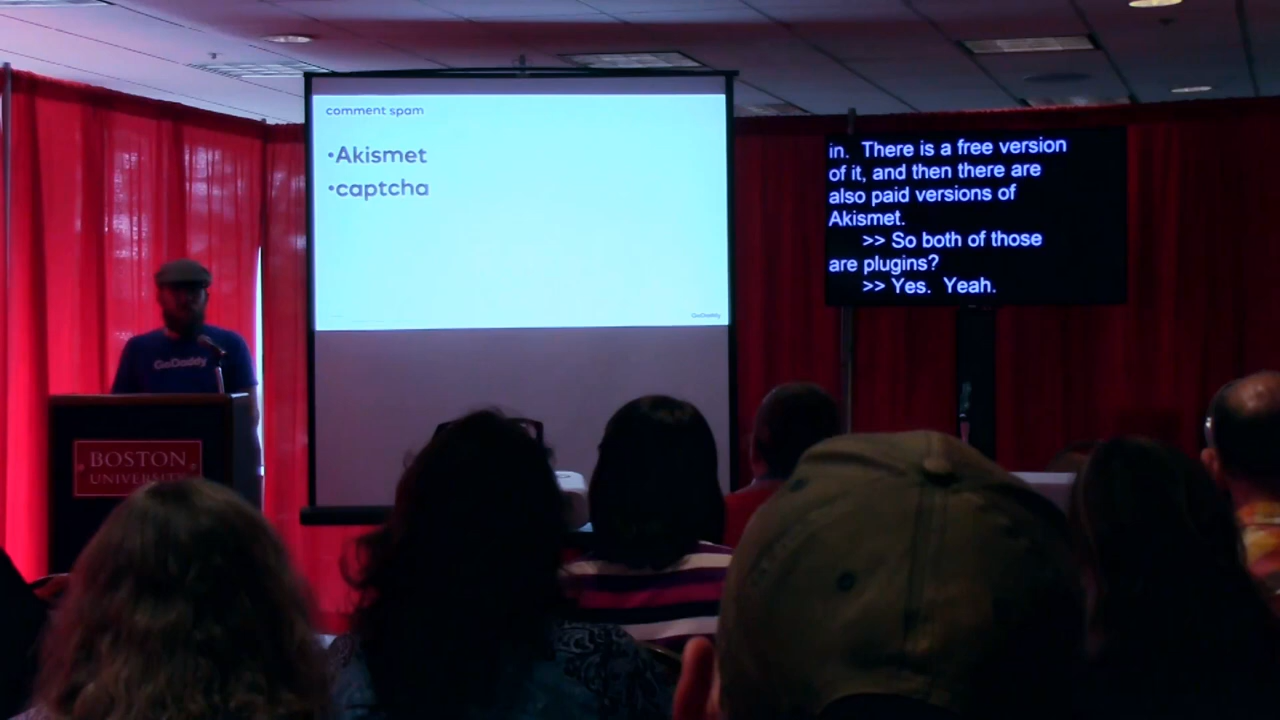 comment spam
•Akismet
•captcha
GoDaddy
in. There is a free version
of it, and then there are
also paid versions of
Akismet.
>> So both of those
are plugins?
>> Yes. Yeah.
GoDaddy
BOSTON
UNIVERSITY